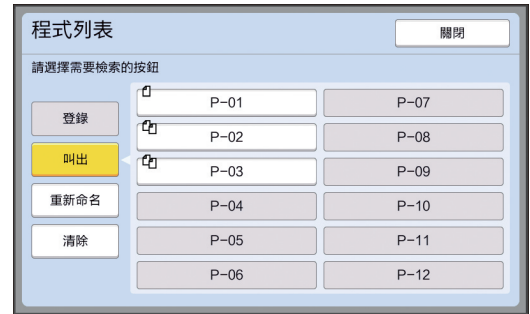 程式列表
關閉
請選擇需要檢索的按鈕
登錄
叫出
重新命名
清除
P-01
P-02
P-03
P-04
P-05
P-06
P-07
P-08
P-09
P-10
P-11
P-12